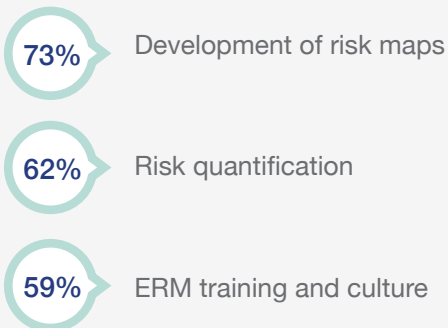 73% Development of risk maps
62% Risk quantification
59% ERM training and culture